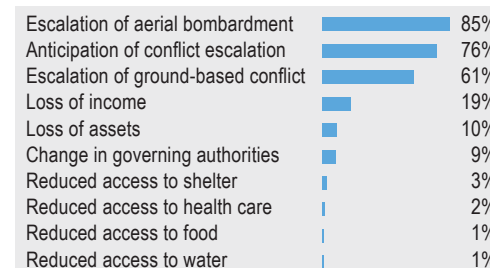 Escalation of aerial bombardment 85%
Anticipation of conflict escalation 76%
Escalation of ground-based conflict 61%
Loss of income 19%
Loss of assets 10%
Change in governing authorities 9%
Reduced access to shelter 3%
Reduced access to health care 2%
Reduced access to food 1%
Reduced access to water 1%